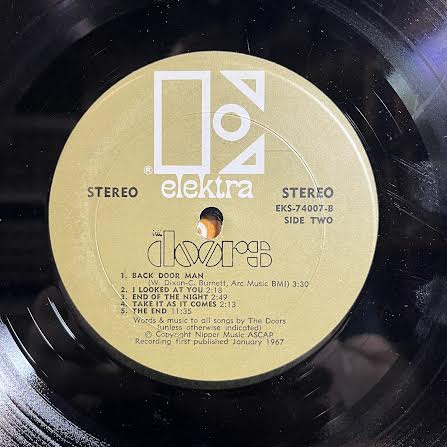 ® elektra
STEREO STEREO
EKS-74007-B
SIDE TWO
the
doors
1. BACK DOOR MAN
(W. Dixon-C. Burnett, Arc Music BMI) 3:30
2. I LOOKED AT YOU 2:18
3. END OF THE NIGHT 2:49
4. TAKE IT AS IT COMES 2:13
5. THE END 11:35
Words & music to all songs by The Doors
(unless otherwise indicated)
© Copyright Nipper Music ASCAP
Recording first published January 1967